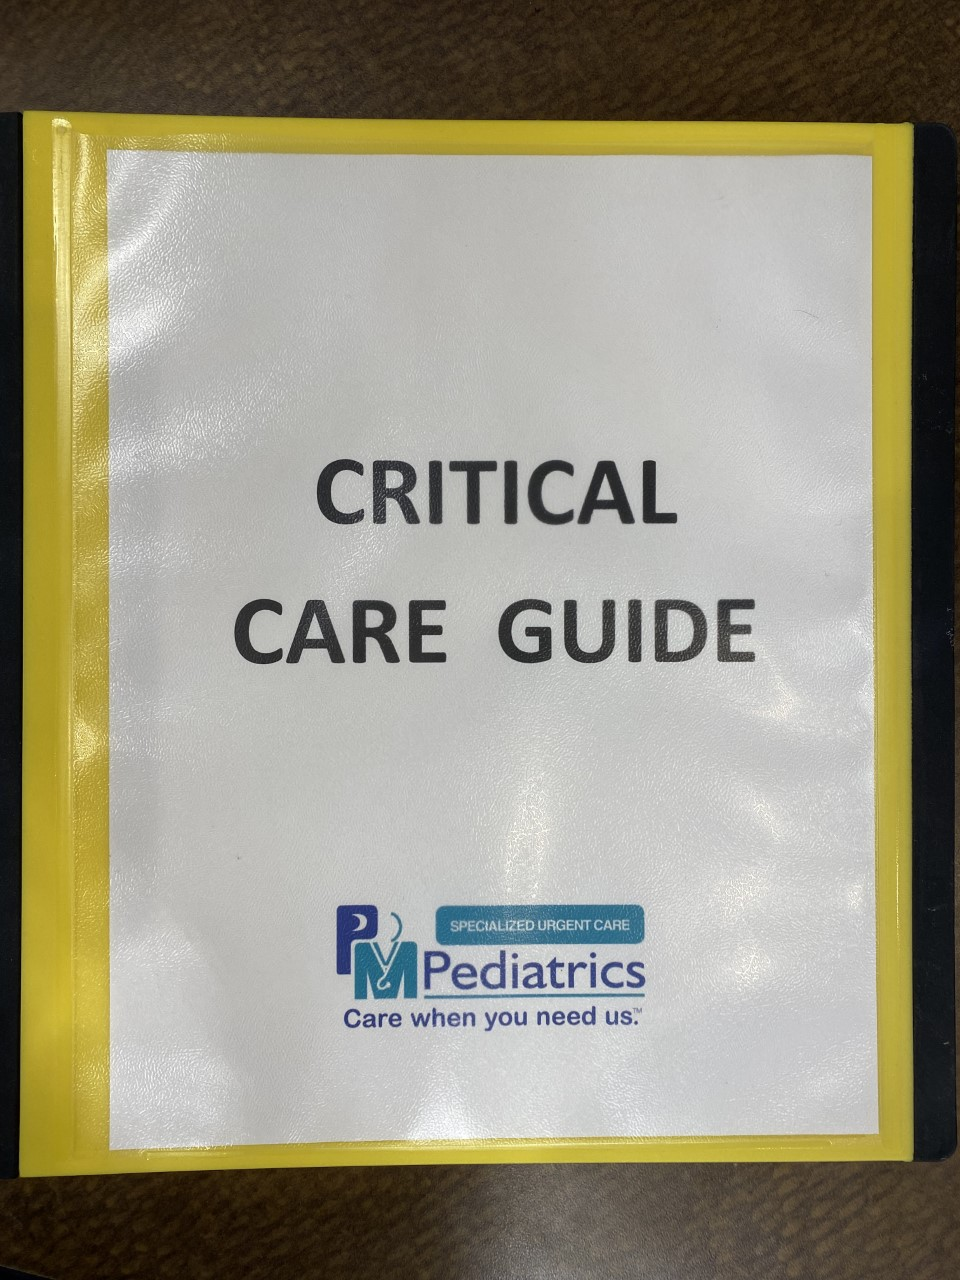 CRITICAL
CARE GUIDE
PM
SPECIALIZED URGENT CARE
Pediatrics
Care when you need us.™